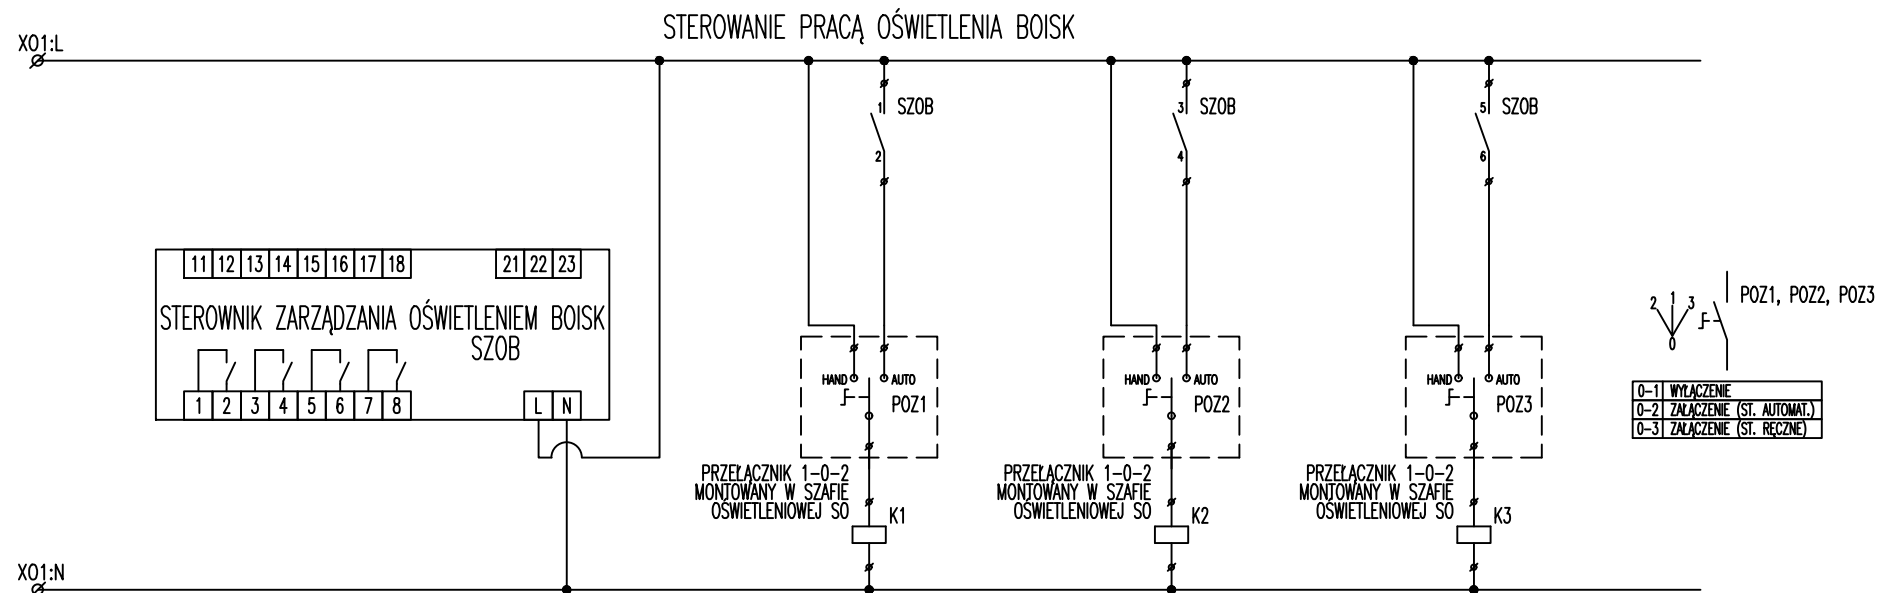 STEROWANIE PRACĄ OŚWIETLENIA BOISK
X01:L
1 SZOB
2
3 SZOB
4
5 SZOB
6
11 12 13 14 15 16 17 18 21 22 23
STEROWNIK ZARZĄDZANIA OŚWIETLENIEM BOISK
SZOB
1 2 3 4 5 6 7 8 L N
HAND AUTO
POZ1
PRZEŁĄCZNIK 1-0-2
MONTOWANY W SZAFIE
OŚWIETLENIOWEJ SO
K1
HAND AUTO
POZ2
PRZEŁĄCZNIK 1-0-2
MONTOWANY W SZAFIE
OŚWIETLENIOWEJ SO
K2
HAND AUTO
POZ3
PRZEŁĄCZNIK 1-0-2
MONTOWANY W SZAFIE
OŚWIETLENIOWEJ SO
K3
2 1 3 POZ1, POZ2, POZ3
0
0-1 WYŁĄCZENIE
0-2 ZAŁĄCZENIE (ST. AUTOMAT.)
0-3 ZAŁĄCZENIE (ST. RĘCZNE)
X01:N